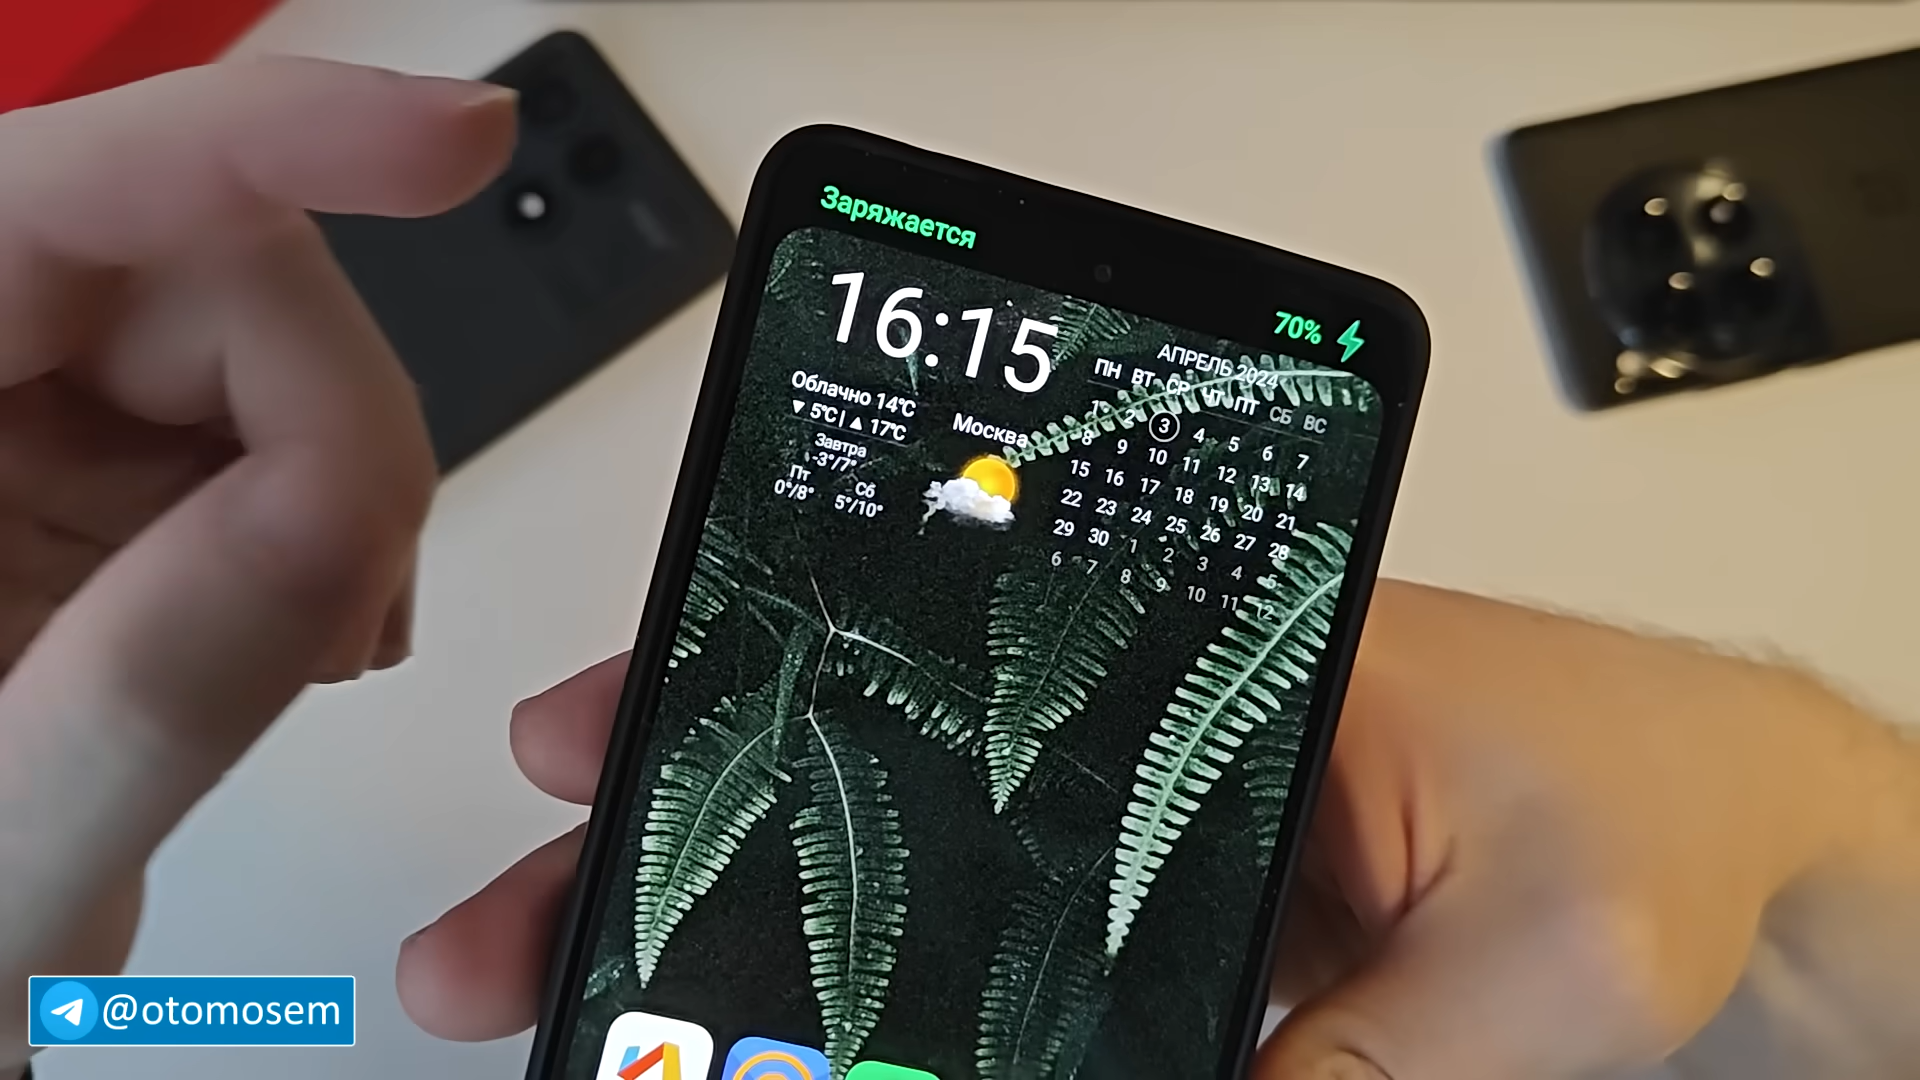 Заряжается
70%
16:15
Облачно 14°C
▼ 5°C | ▲ 17°C
Завтра
-3°/7°
Пт Сб
0°/8° 5°/10°
Москва
АПРЕЛЬ 2024
ПН ВТ СР ЧТ ПТ СБ ВС
1 2 3 4 5 6 7
8 9 10 11 12 13 14
15 16 17 18 19 20 21
22 23 24 25 26 27 28
29 30 1 2 3 4 5
6 7 8 9 10 11 12
@otomosem